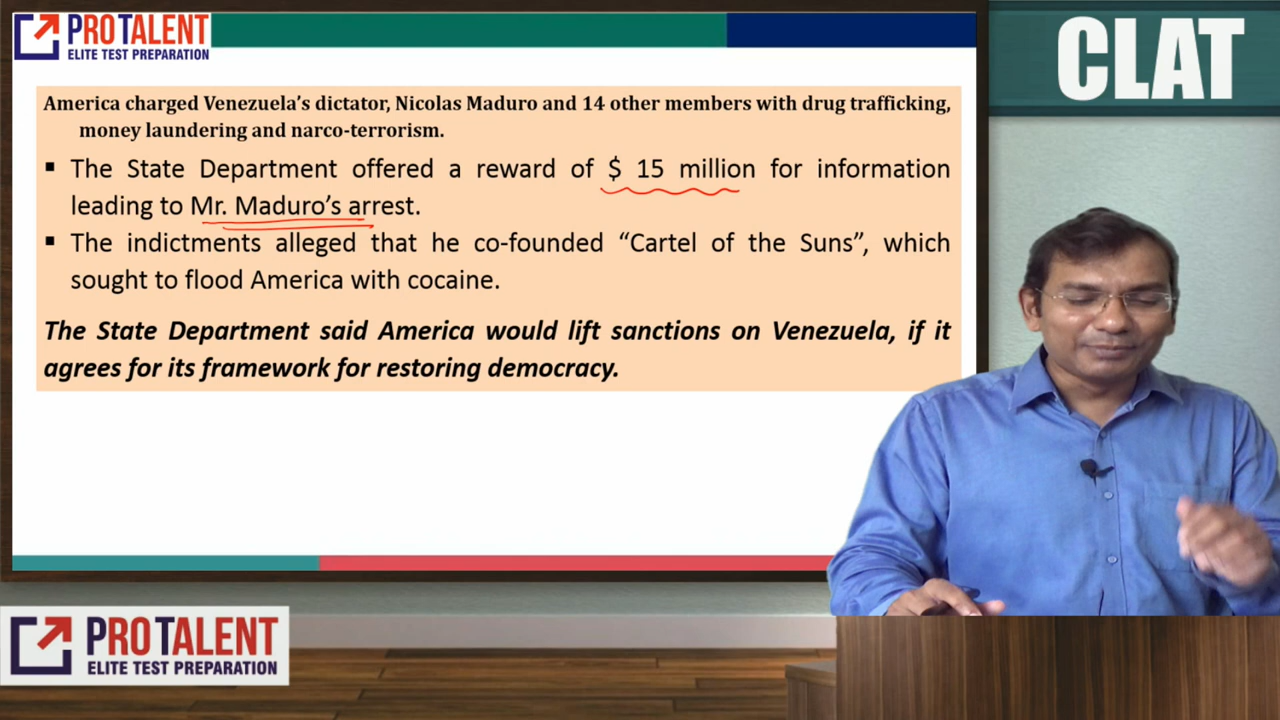 PROTALENT
ELITE TEST PREPARATION
CLAT
America charged Venezuela's dictator, Nicolas Maduro and 14 other members with drug trafficking,
money laundering and narco-terrorism.
▪ The State Department offered a reward of $ 15 million for information
leading to Mr. Maduro's arrest.
▪ The indictments alleged that he co-founded “Cartel of the Suns”, which
sought to flood America with cocaine.
The State Department said America would lift sanctions on Venezuela, if it
agrees for its framework for restoring democracy.
PROTALENT
ELITE TEST PREPARATION